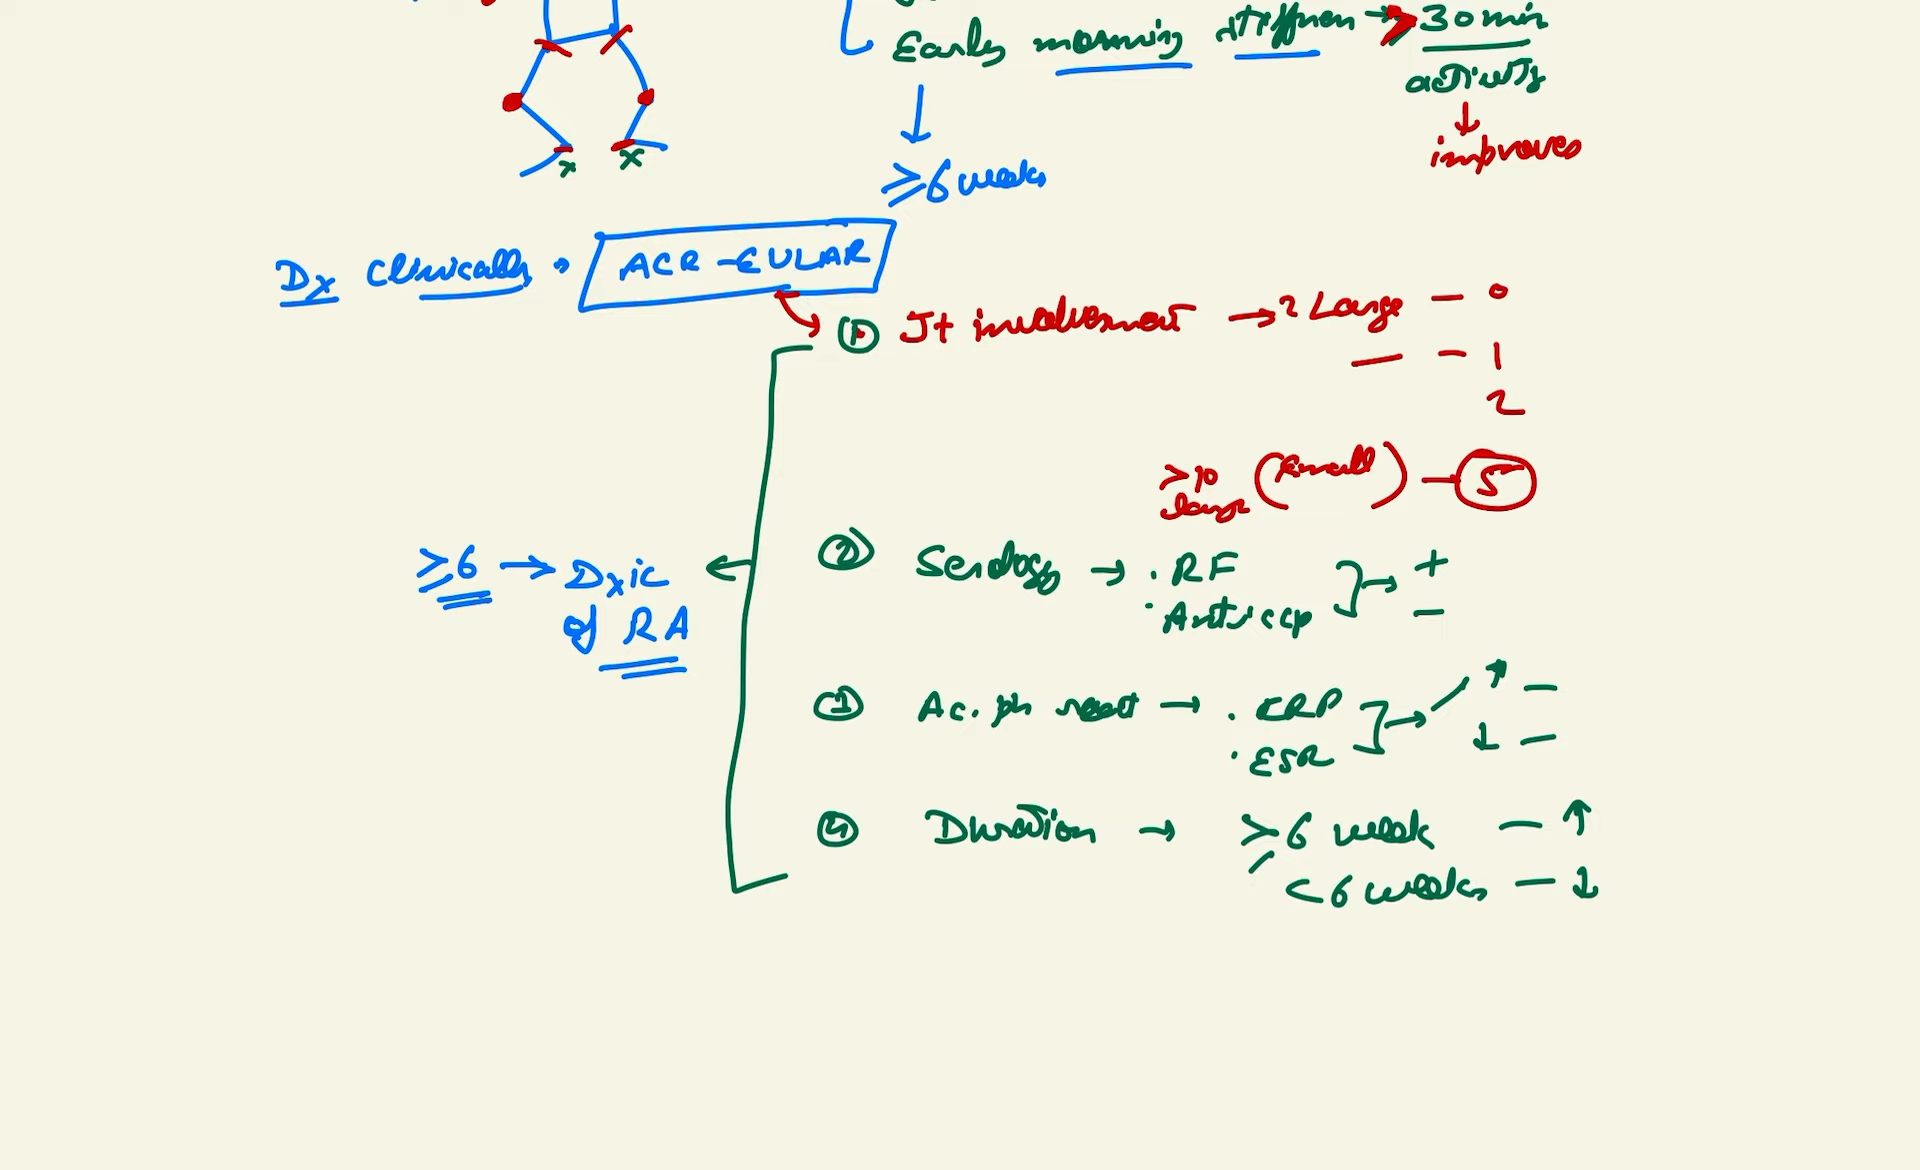 Early morning stiffness → > 30 min
activity
↓
improves
↓
≥ 6 weeks
x x
Dx clinically → ACR - EULAR
① Jt involvement → 2 Large — 0
— — 1
2
>10 (small) → 5
large
② Serology → . RF } → +
. Anti ccp —
≥6 → Dxic ←
of RA
③ Ac. ph react → . CRP } → ↑ —
. ESR ↓ —
④ Duration → ≥ 6 week — ↑
< 6 weeks — ↓